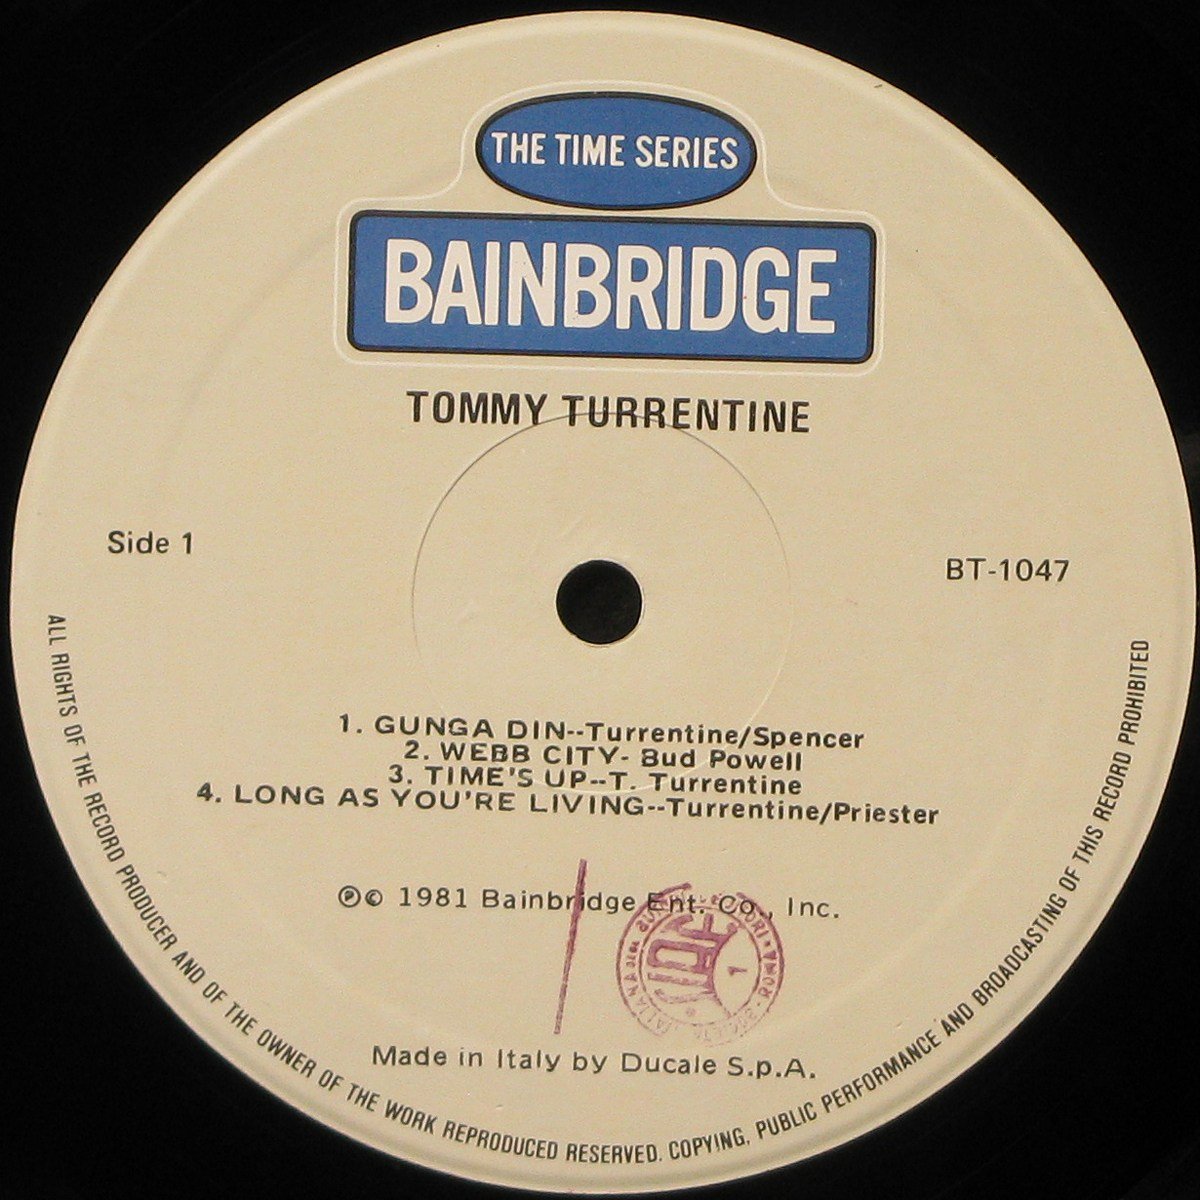 THE TIME SERIES
BAINBRIDGE
TOMMY TURRENTINE
Side 1
BT-1047
1. GUNGA DIN--Turrentine/Spencer
2. WEBB CITY- Bud Powell
3. TIME'S UP--T. Turrentine
4. LONG AS YOU'RE LIVING--Turrentine/Priester
℗© 1981 Bainbridge Ent. Co., Inc.
Made in Italy by Ducale S.p.A.
ALL RIGHTS OF THE RECORD PRODUCER AND OF THE OWNER OF THE WORK REPRODUCED RESERVED. COPYING, PUBLIC PERFORMANCE AND BROADCASTING OF THIS RECORD PROHIBITED